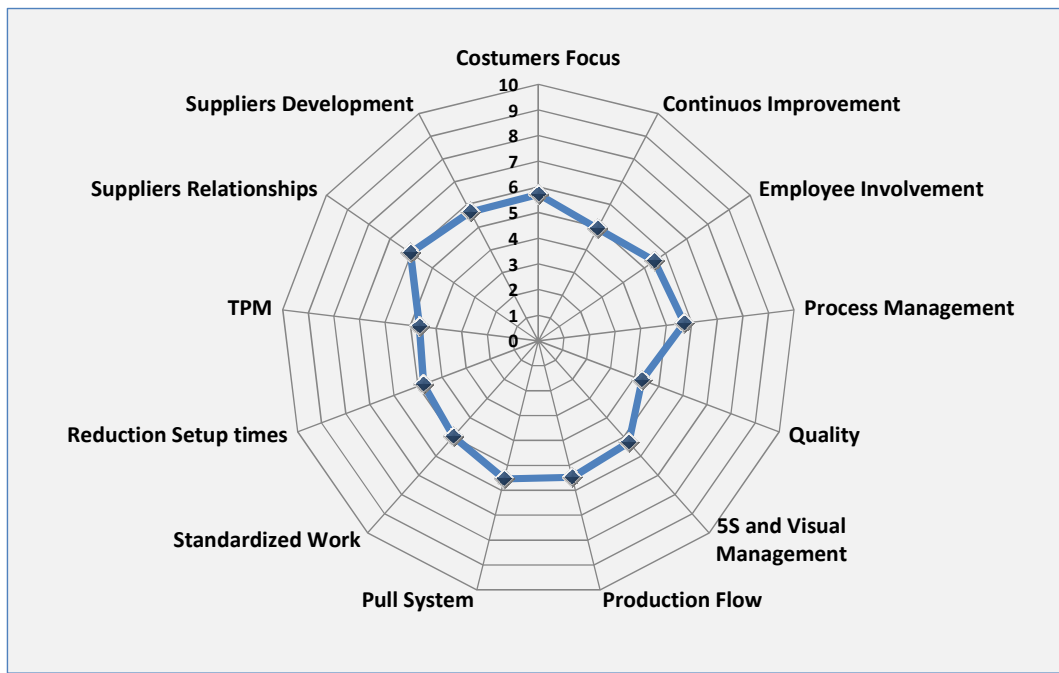 Costumers Focus
Continuos Improvement
Employee Involvement
Process Management
Quality
5S and Visual
Management
Production Flow
Pull System
Standardized Work
Reduction Setup times
TPM
Suppliers Relationships
Suppliers Development
10
9
8
7
6
5
4
3
2
1
0